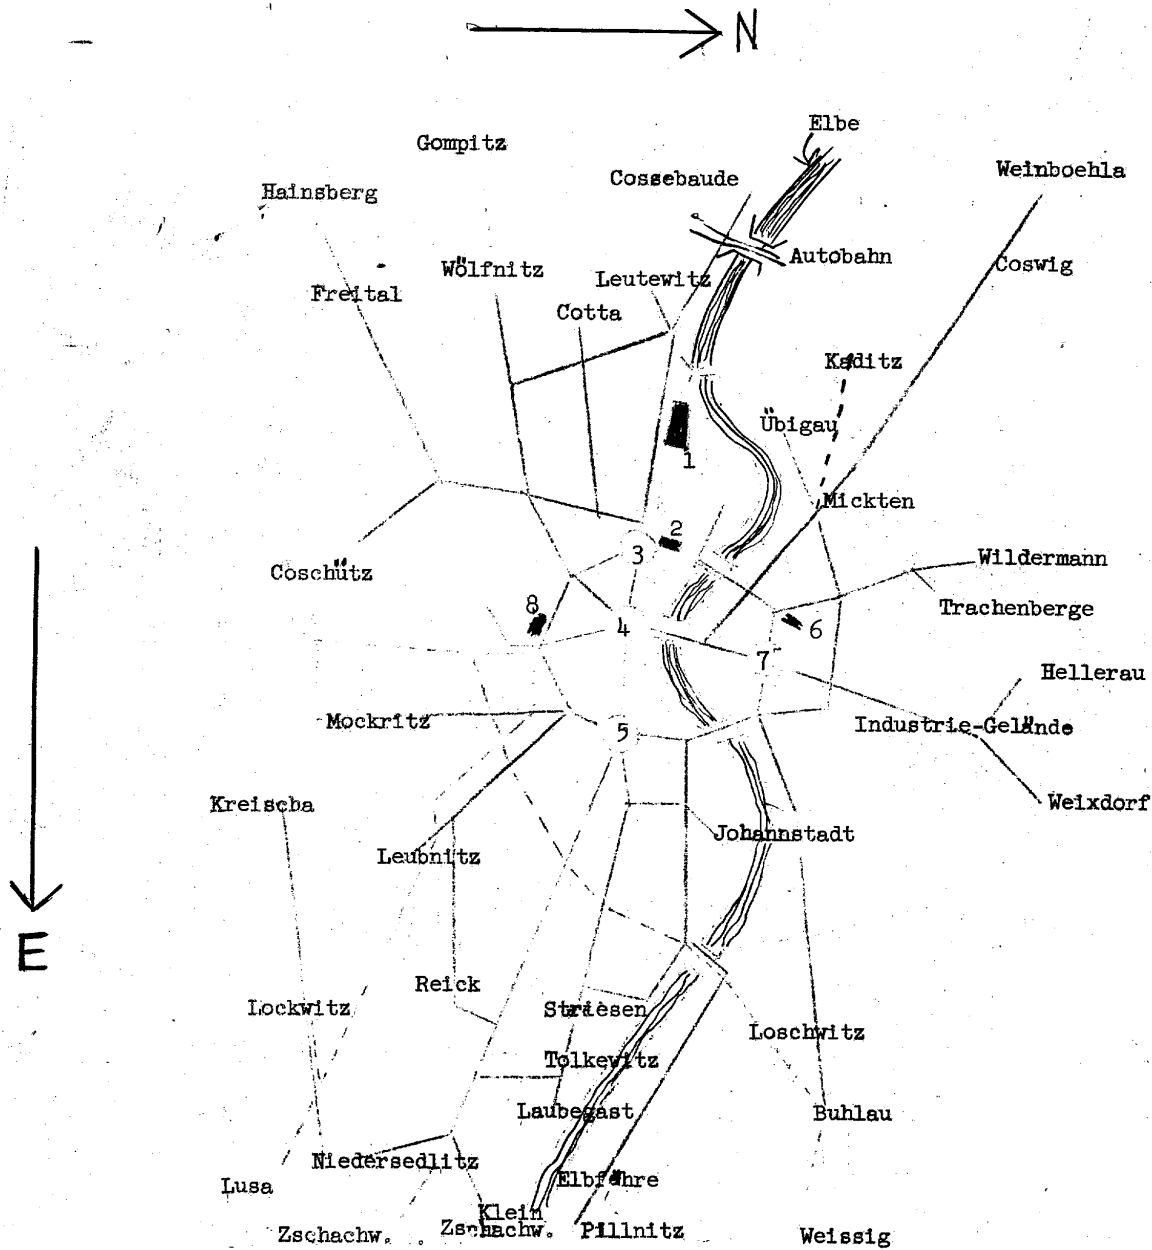 N
Elbe
Gompitz
Weinboehla
Cossebaude
Hainsberg
Autobahn
Coswig
Wölfnitz
Leutewitz
Freital
Cotta
Kaditz
Übigau
1
Mickten
2
3
Wildermann
Coschütz
8
Trachenberge
4
6
7
Hellerau
Mockritz
5
Industrie-Gelände
Kreischa
Weixdorf
Johannstadt
Leubnitz
E
Reick
Lockwitz
Striesen
Loschwitz
Tolkewitz
Laubegast
Buhlau
Niedersedlitz
Elbfähre
Lusa
Klein
Zschachw.
Zschachw.
Pillnitz
Weissig